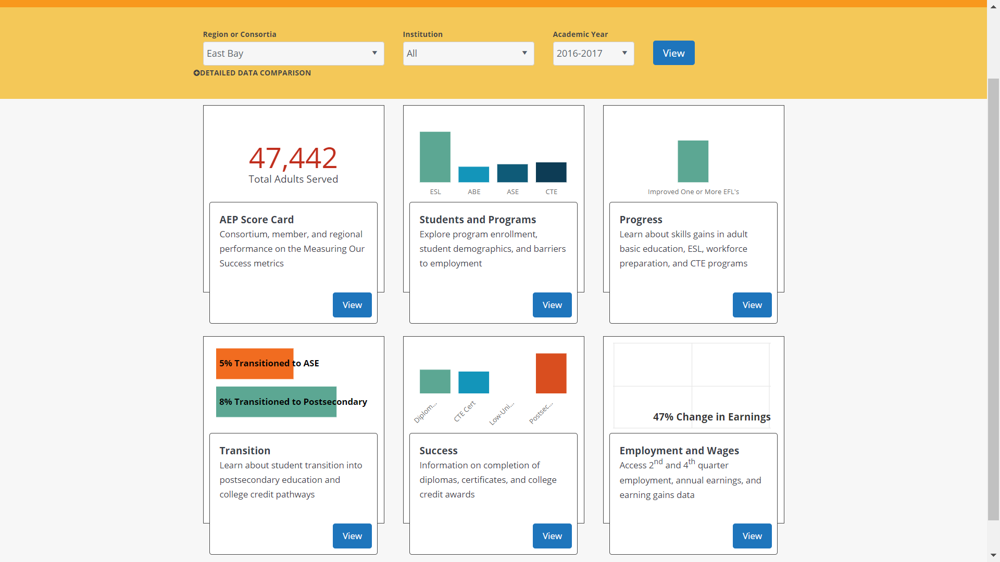 Region or Consortia
Institution
Academic Year
East Bay
All
2016-2017
View
DETAILED DATA COMPARISON
47,442
Total Adults Served
AEP Score Card
Consortium, member, and regional
performance on the Measuring Our
Success metrics
View
ESL ABE ASE CTE
Students and Programs
Explore program enrollment,
student demographics, and barriers
to employment
View
Improved One or More EFL's
Progress
Learn about skills gains in adult
basic education, ESL, workforce
preparation, and CTE programs
View
5% Transitioned to ASE
8% Transitioned to Postsecondary
Transition
Learn about student transition into
postsecondary education and
college credit pathways
View
Diplom...
CTE Cert
Low-Uni...
Postsec...
Success
Information on completion of
diplomas, certificates, and college
credit awards
View
47% Change in Earnings
Employment and Wages
Access 2nd and 4th quarter
employment, annual earnings, and
earning gains data
View